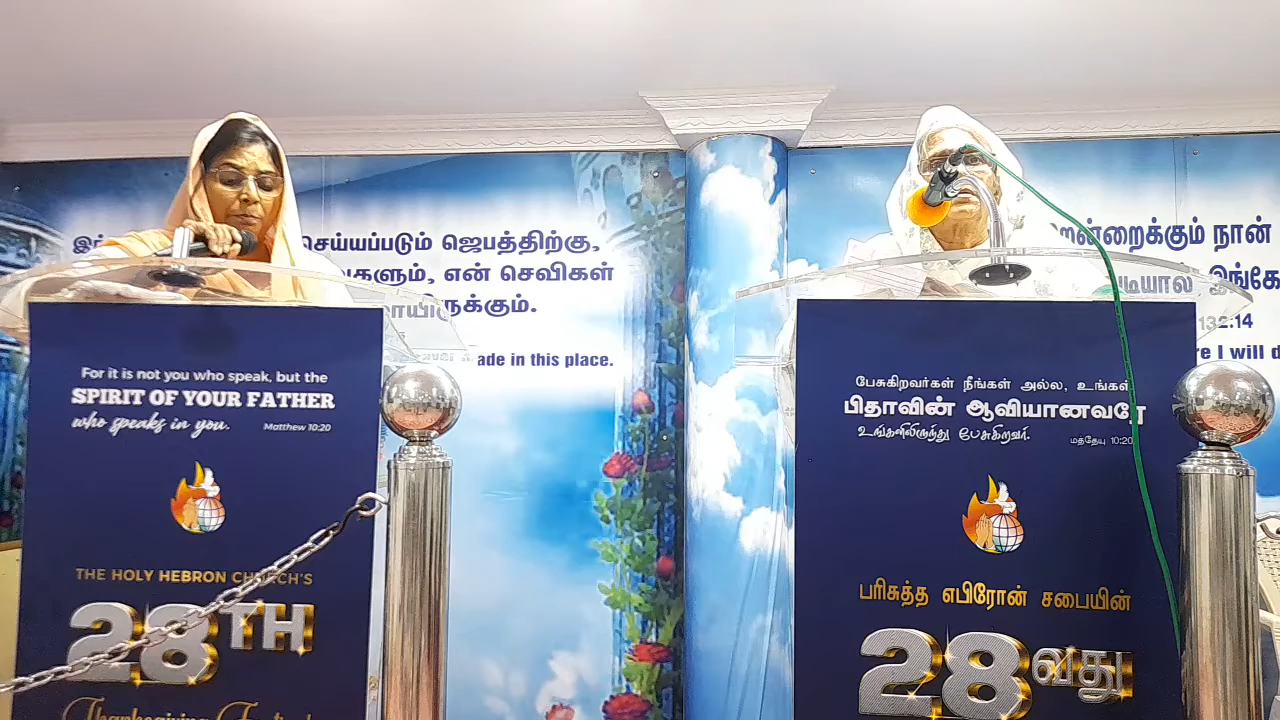 செய்யப்படும் ஜெபத்திற்கு,
என் செவிகள்
ade in this place.
நான்
இங்கே
132:14
re I will d
For it is not you who speak, but the
SPIRIT OF YOUR FATHER
who speaks in you. Matthew 10:20
THE HOLY HEBRON CHURCH'S
28TH
Thanksgiving Festival
பேசுகிறவர்கள் நீங்கள் அல்ல, உங்கள்
பிதாவின் ஆவியானவரே
உங்களிலிருந்து பேசுகிறவர். மத்தேயு 10:20
பரிசுத்த எபிரோன் சபையின்
28வது